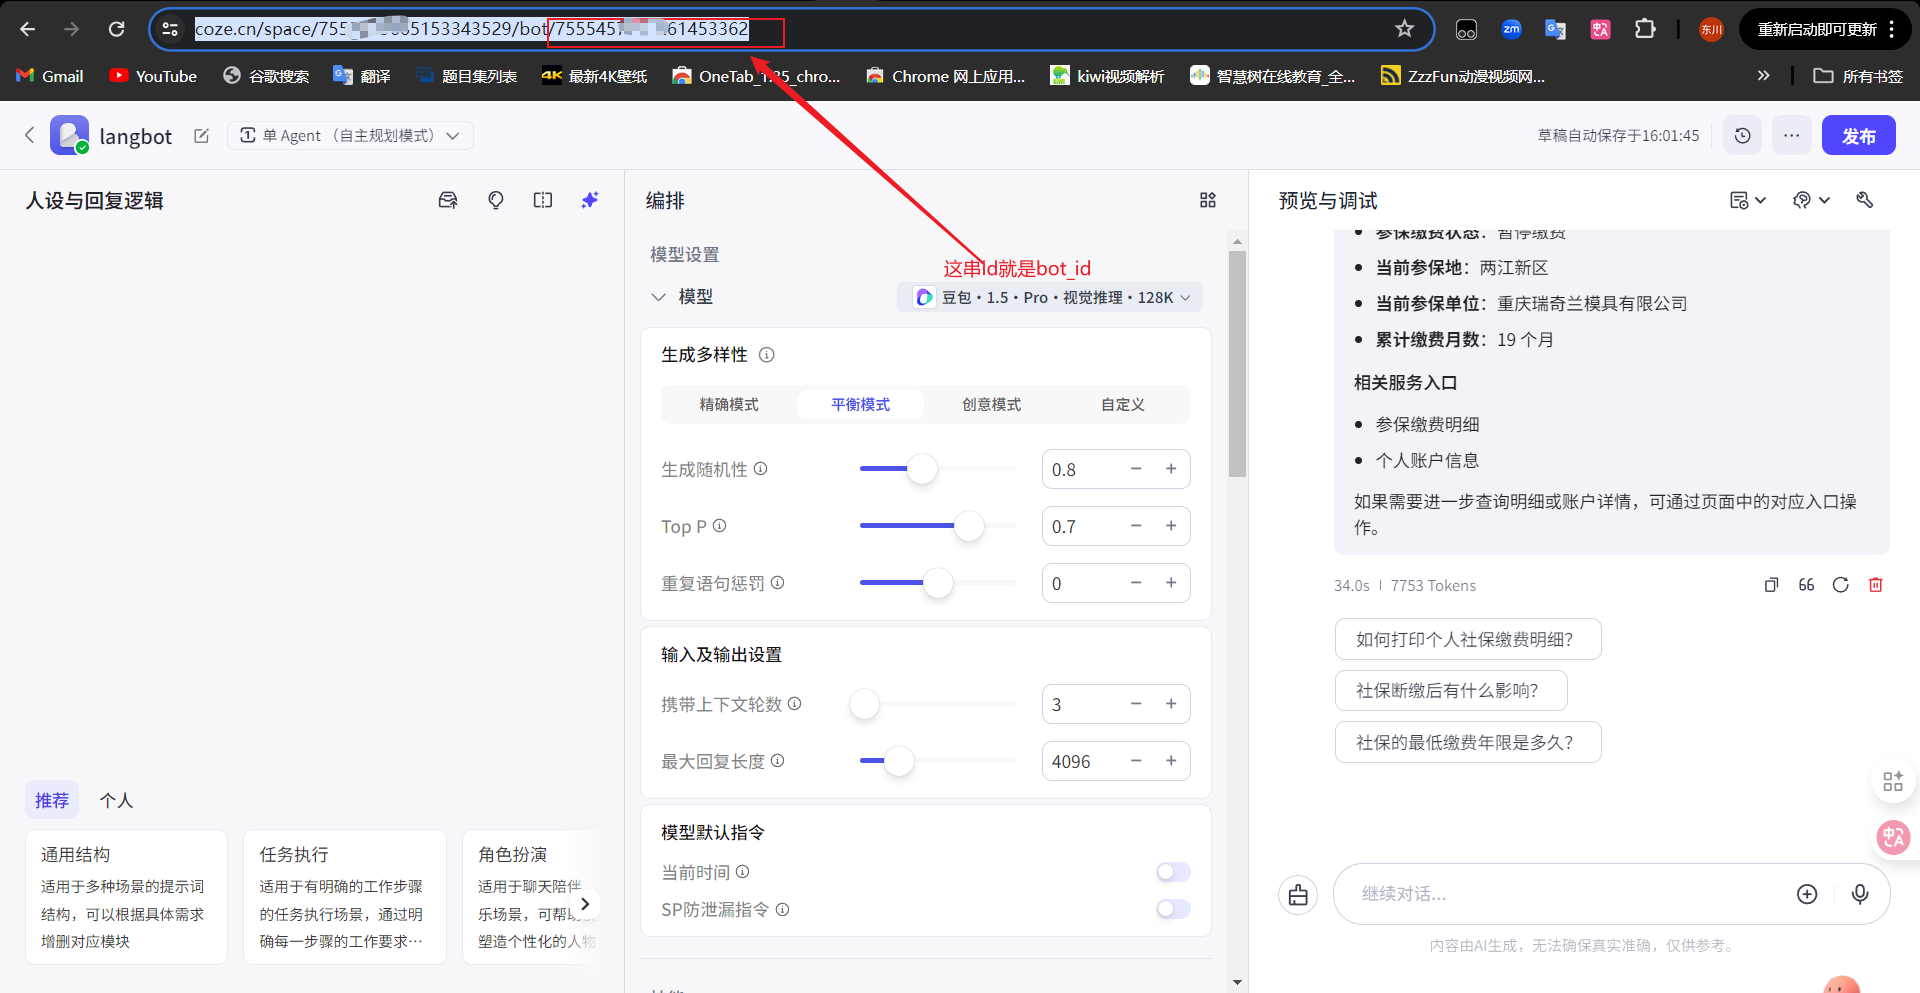 coze.cn/space/755 5153343529/bot/7555457 61453362
zm
东川
重新启动即可更新
Gmail
YouTube
谷歌搜索
翻译
题目集列表
4K 最新4K壁纸
Chrome 网上应用...
kiwi视频解析
智慧树在线教育_全...
ZzzFun动漫视频网...
所有书签
langbot
单 Agent （自主规划模式）
草稿自动保存于16:01:45
发布
人设与回复逻辑
编排
预览与调试
模型设置
这串id就是bot_id
模型
豆包・1.5・Pro・视觉推理・128K
生成多样性
精确模式
平衡模式
创意模式
自定义
生成随机性
0.8
Top P
0.7
重复语句惩罚
0
输入及输出设置
携带上下文轮数
3
最大回复长度
4096
模型默认指令
当前时间
SP防泄漏指令
推荐
个人
通用结构
适用于多种场景的提示词
结构，可以根据具体需求
增删对应模块
任务执行
适用于有明确的工作步骤
的任务执行场景，通过明
确每一步骤的工作要求…
角色扮演
适用于聊天陪伴
乐场景，可帮助
塑造个性化的人物
参保缴费状态：暂停缴费
当前参保地：两江新区
当前参保单位：重庆瑞奇兰模具有限公司
累计缴费月数：19 个月
相关服务入口
参保缴费明细
个人账户信息
如果需要进一步查询明细或账户详情，可通过页面中的对应入口操
作。
34.0s
7753 Tokens
如何打印个人社保缴费明细？
社保断缴后有什么影响？
社保的最低缴费年限是多久？
继续对话...
内容由AI生成，无法确保真实准确，仅供参考。